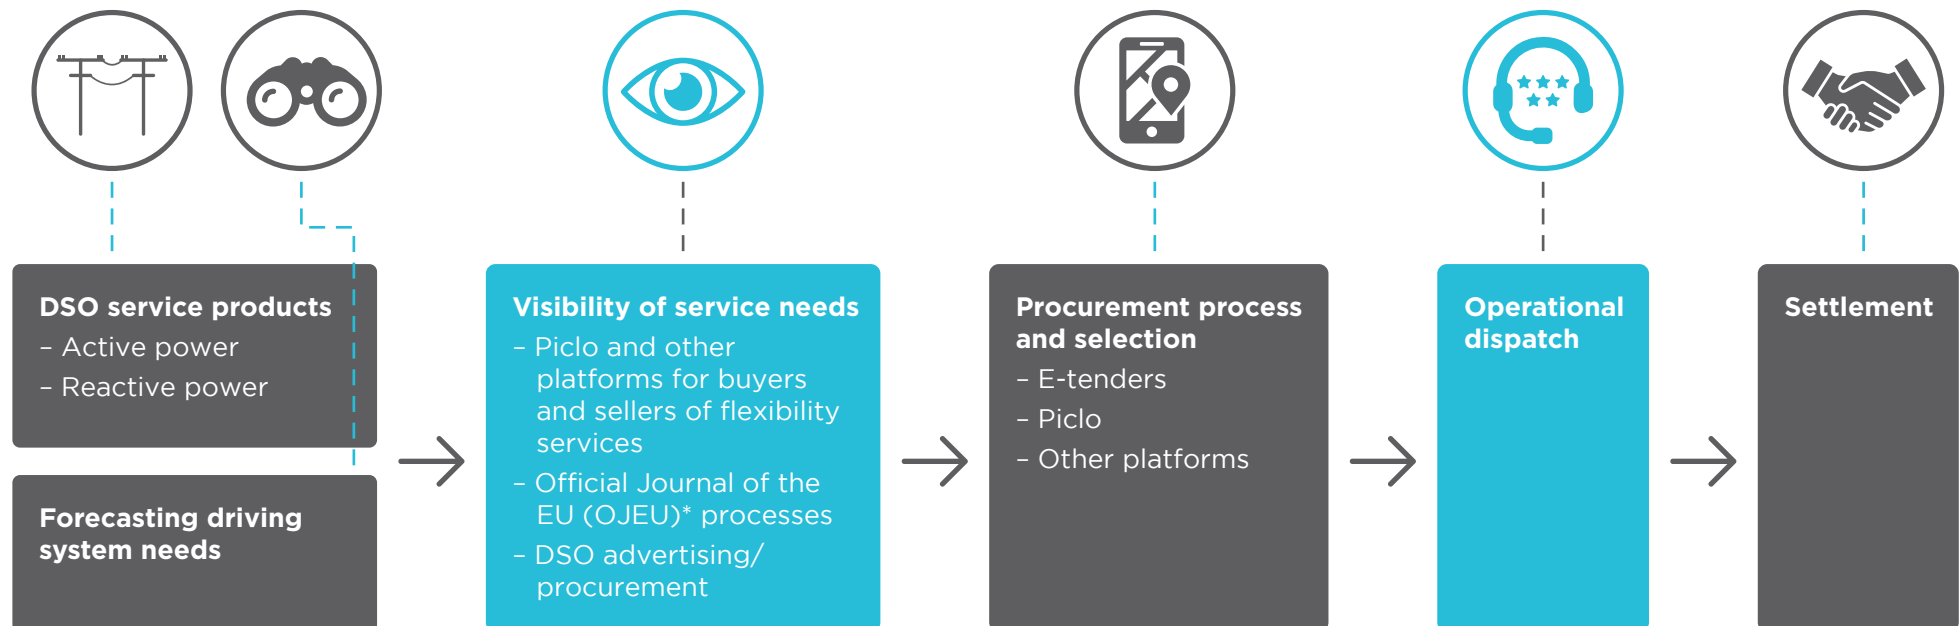 DSO service products
– Active power
– Reactive power
Forecasting driving
system needs
Visibility of service needs
– Piclo and other
platforms for buyers
and sellers of flexibility
services
– Official Journal of the
EU (OJEU)* processes
– DSO advertising/
procurement
Procurement process
and selection
– E-tenders
– Piclo
– Other platforms
Operational
dispatch
Settlement